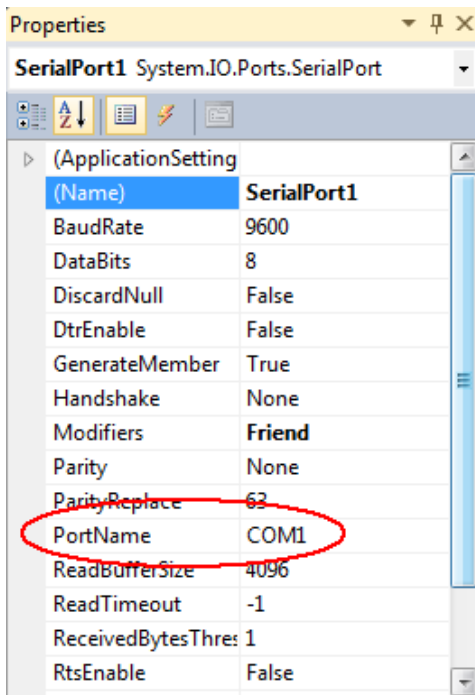 Properties
SerialPort1 System.IO.Ports.SerialPort
A
Z
(ApplicationSetting
(Name) SerialPort1
BaudRate 9600
DataBits 8
DiscardNull False
DtrEnable False
GenerateMember True
Handshake None
Modifiers Friend
Parity None
ParityReplace 63
PortName COM1
ReadBufferSize 4096
ReadTimeout -1
ReceivedBytesThres 1
RtsEnable False